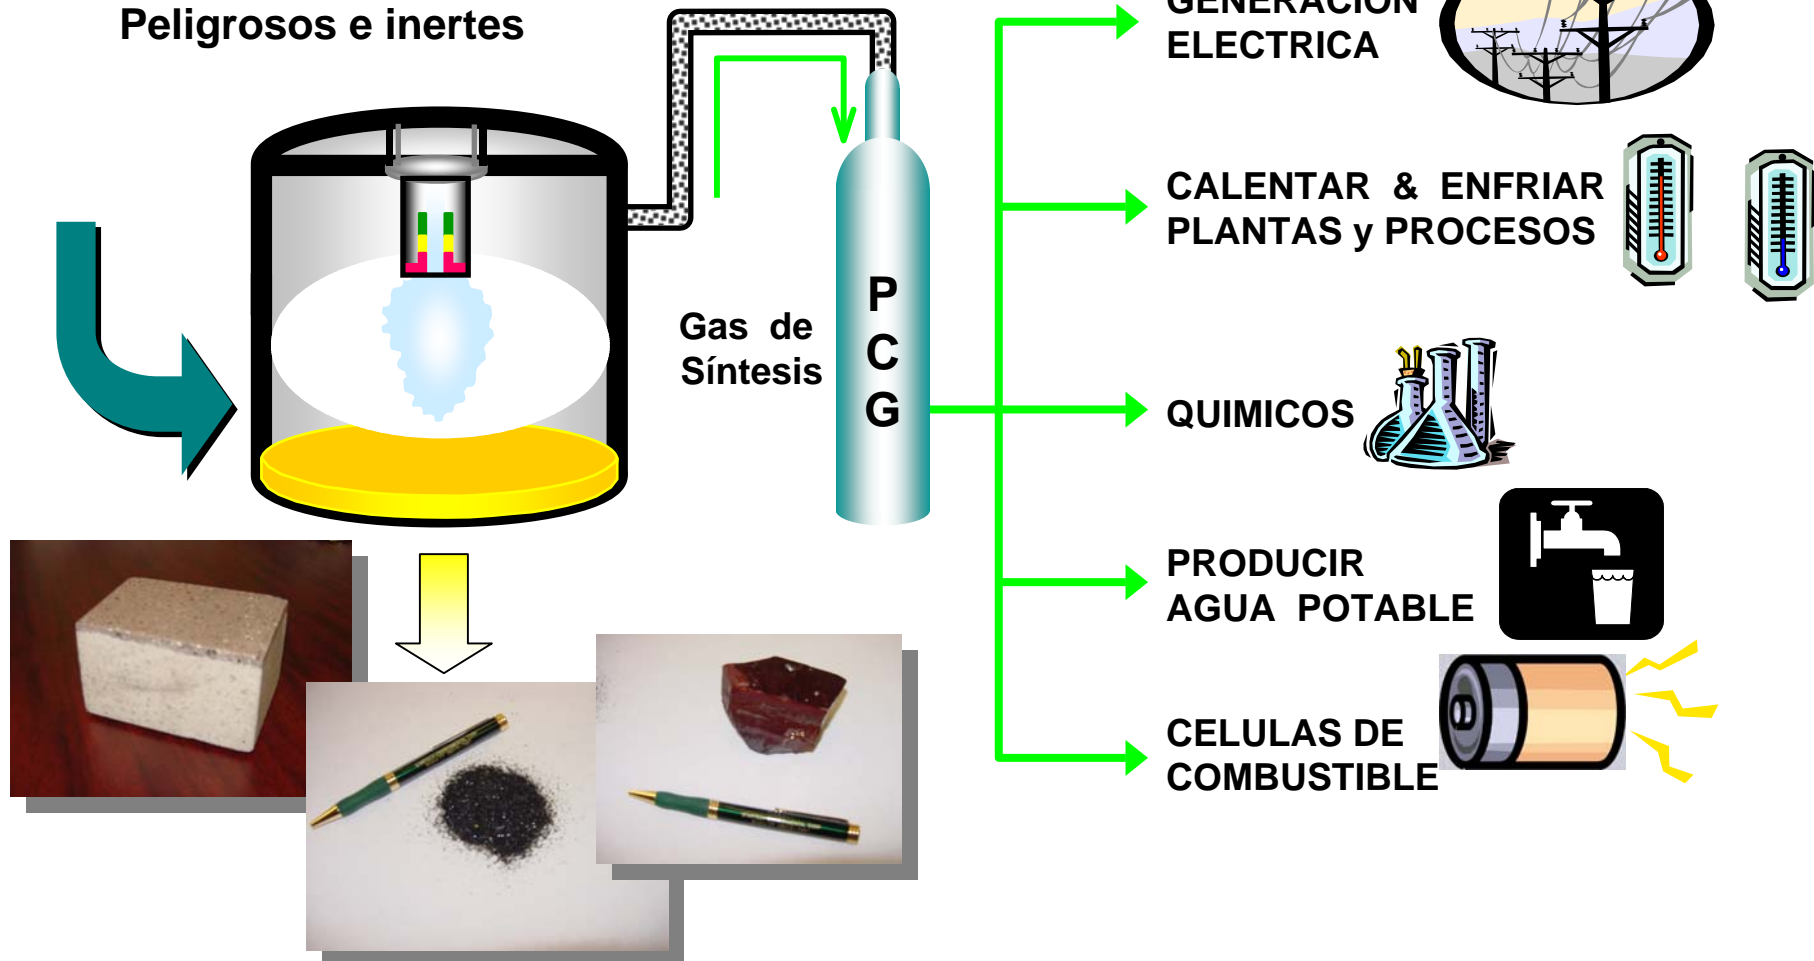 Peligrosos e inertes
GENERACION
ELECTRICA
CALENTAR & ENFRIAR
PLANTAS y PROCESOS
Gas de
Síntesis
P
C
G
QUIMICOS
PRODUCIR
AGUA POTABLE
CELULAS DE
COMBUSTIBLE